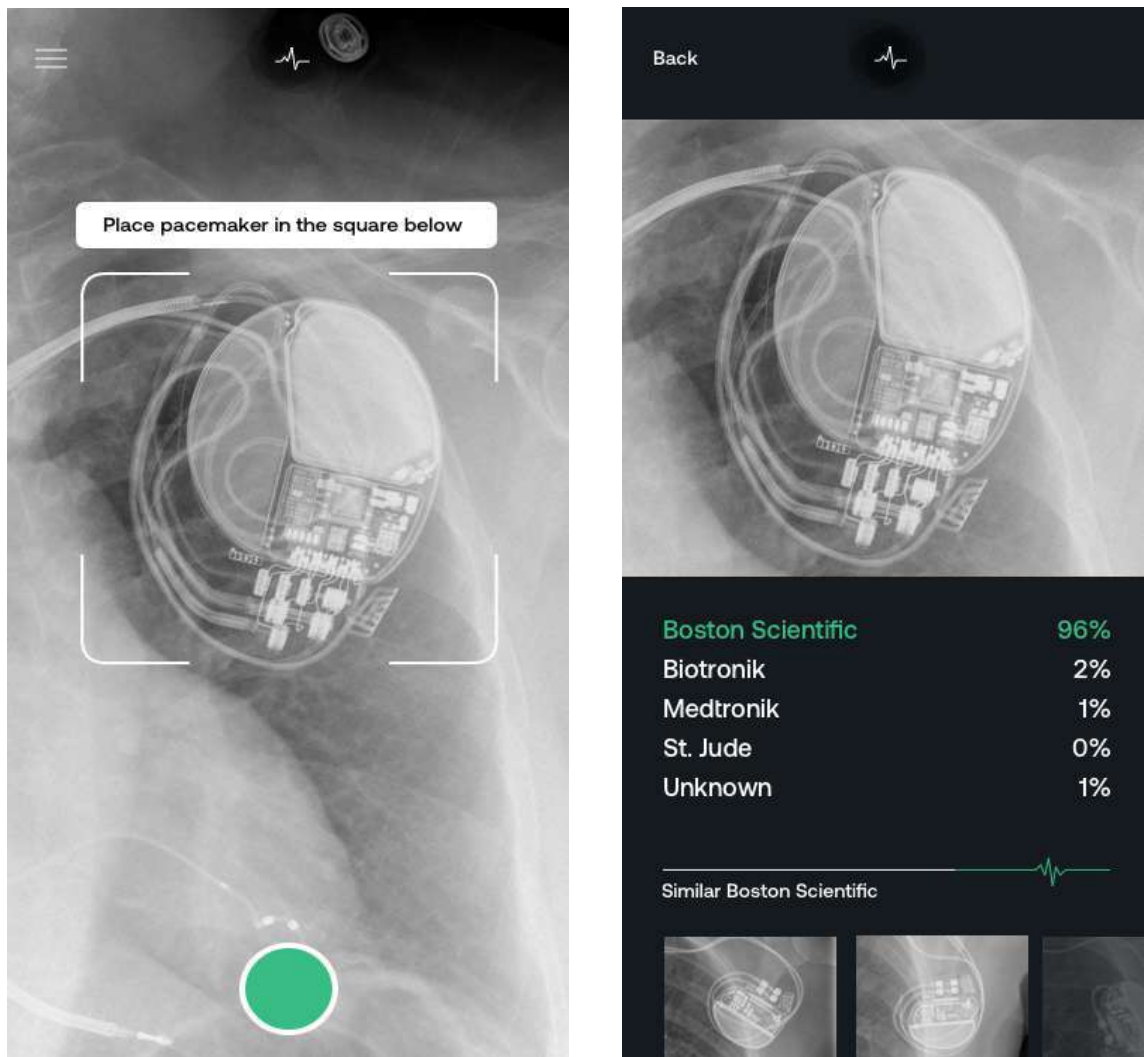 Place pacemaker in the square below
Back
Boston Scientific 96%
Biotronik 2%
Medtronik 1%
St. Jude 0%
Unknown 1%
Similar Boston Scientific